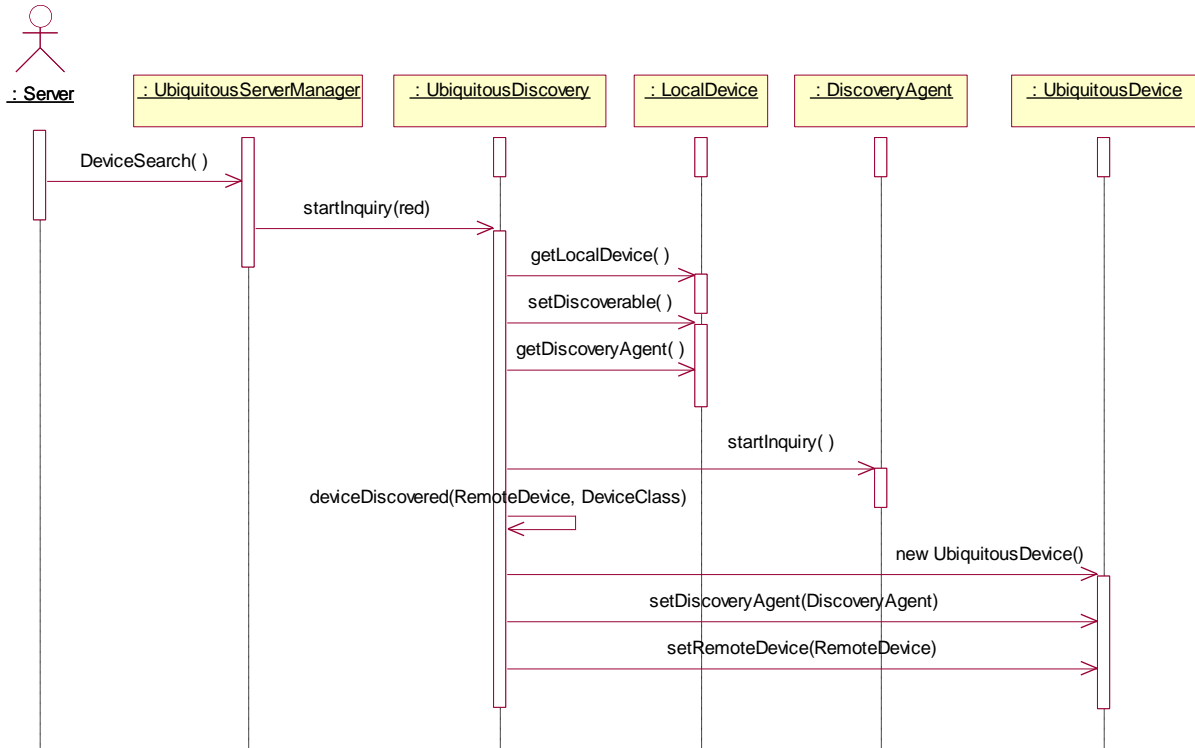 : Server
: UbiquitousServerManager
: UbiquitousDiscovery
: LocalDevice
: DiscoveryAgent
: UbiquitousDevice
DeviceSearch( )
startInquiry(red)
getLocalDevice( )
setDiscoverable( )
getDiscoveryAgent( )
startInquiry( )
deviceDiscovered(RemoteDevice, DeviceClass)
new UbiquitousDevice()
setDiscoveryAgent(DiscoveryAgent)
setRemoteDevice(RemoteDevice)